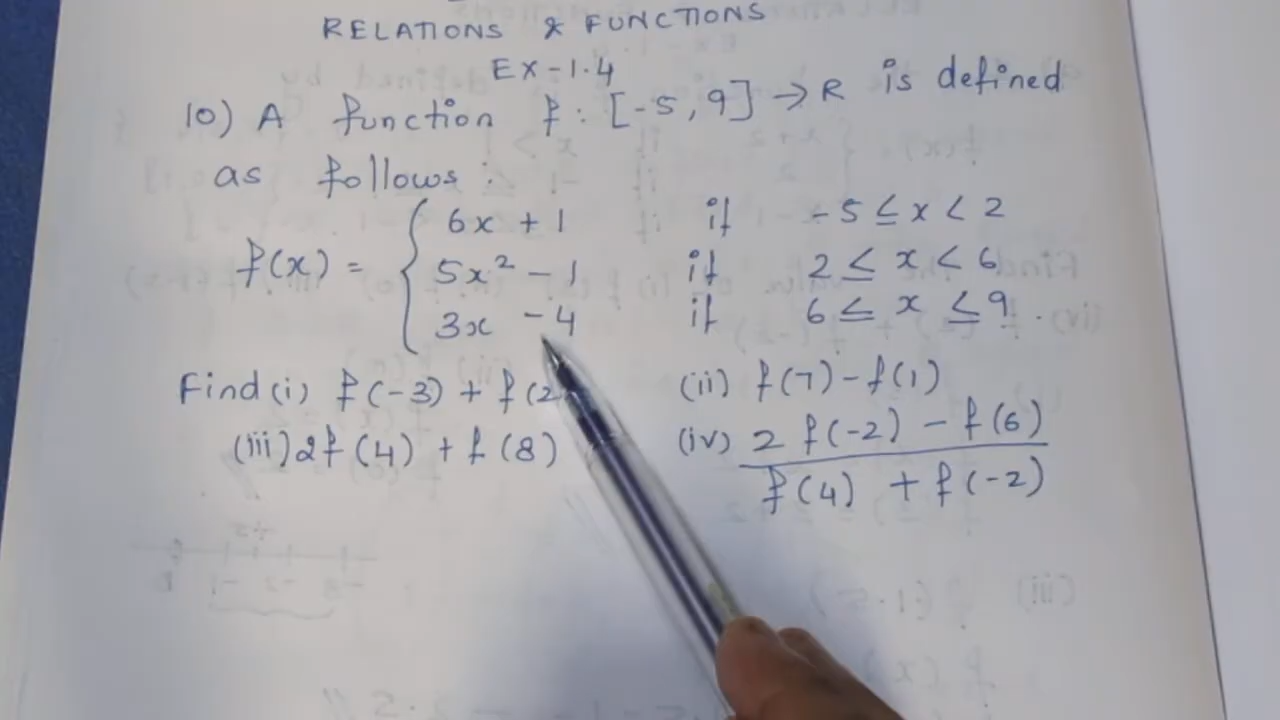 RELATIONS & FUNCTIONS
EX-1.4
10) A function f : [-5, 9] → R is defined
as follows :
f(x) = { 6x + 1 if -5 ≤ x < 2
5x² - 1 if 2 ≤ x < 6
3x - 4 if 6 ≤ x ≤ 9 .
Find (i) f(-3) + f(2 (ii) f(7) - f(1)
(iii) 2f(4) + f(8) (iv) 2 f(-2) - f(6)
f(4) + f(-2)